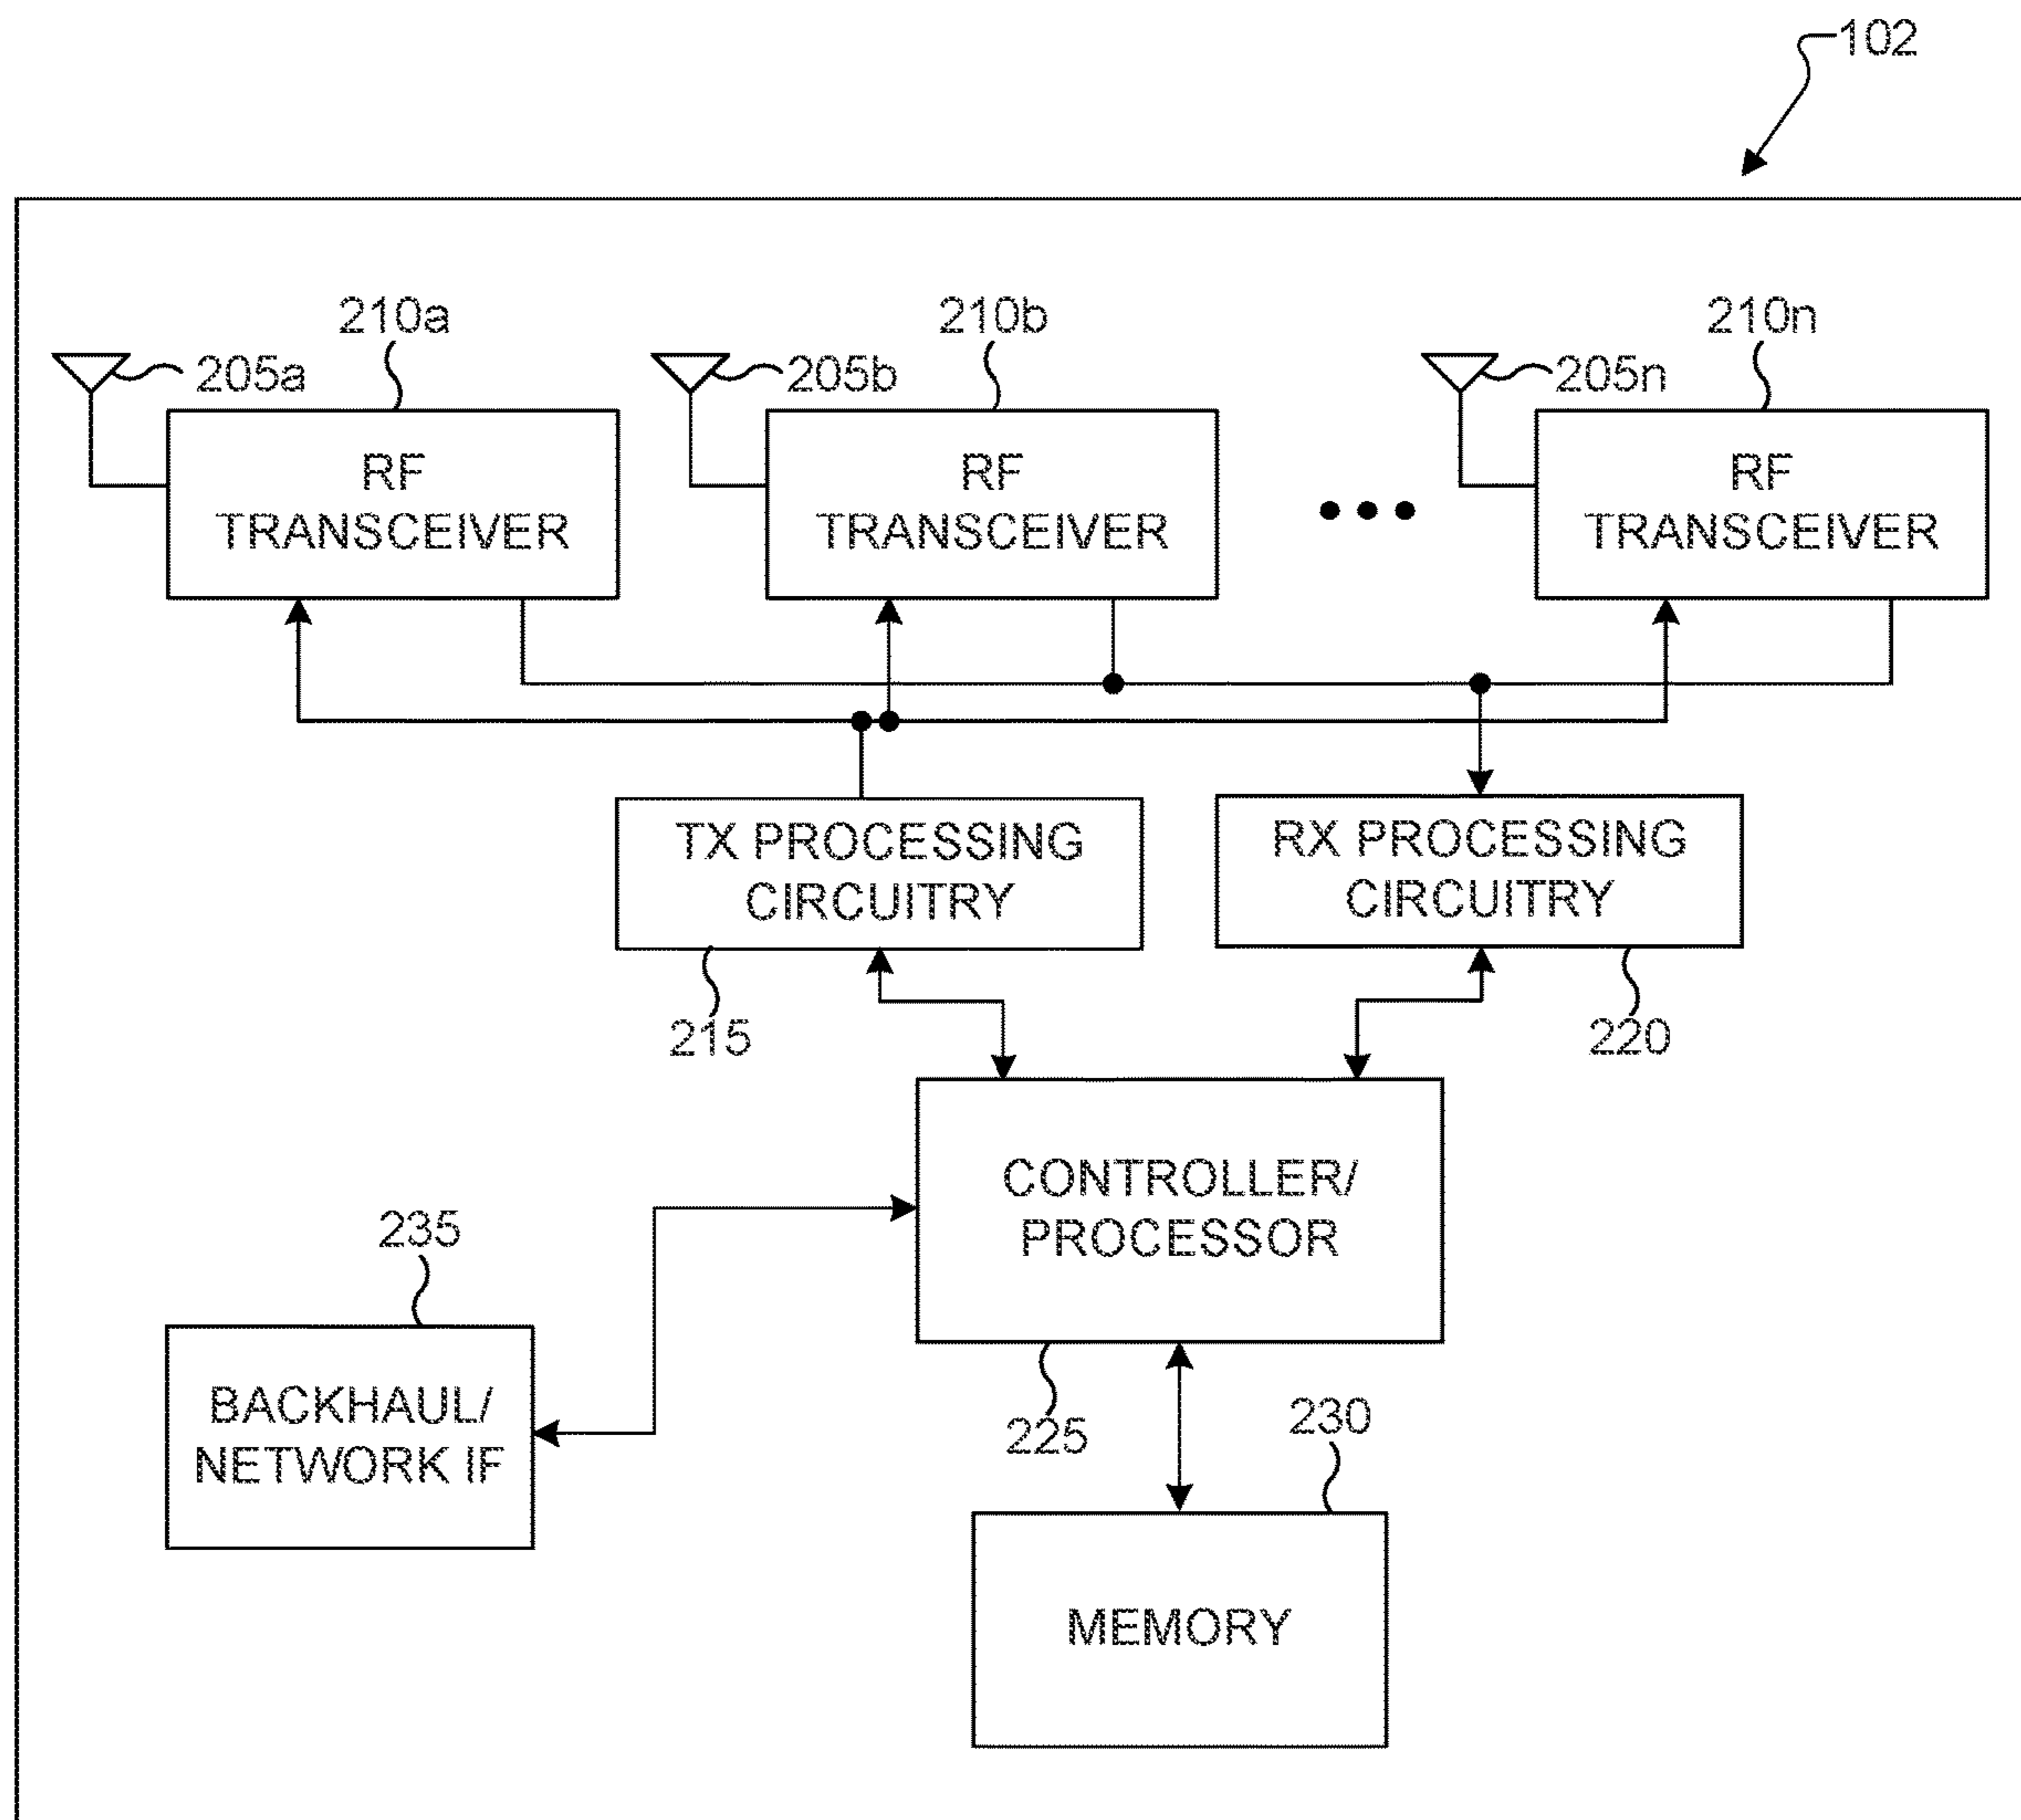 102
210a
210b
210n
205a
205b
205n
RF
TRANSCEIVER
RF
TRANSCEIVER
RF
TRANSCEIVER
TX PROCESSING
CIRCUITRY
RX PROCESSING
CIRCUITRY
215
220
CONTROLLER/
PROCESSOR
235
BACKHAUL/
NETWORK IF
225
230
MEMORY